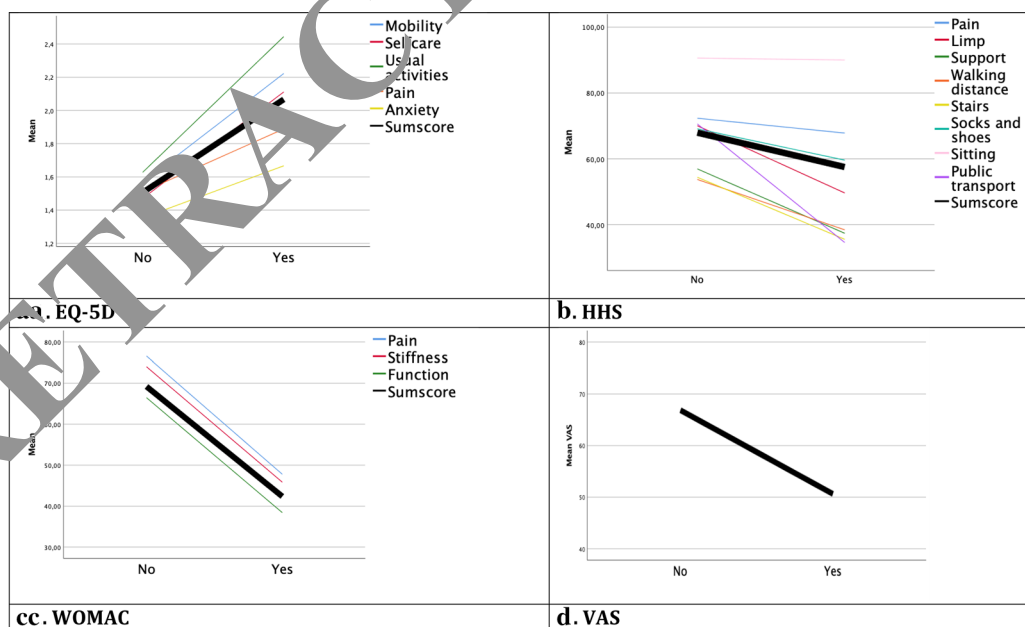 Mobility
Selfcare
Usual
activities
Pain
Anxiety
Sumscore
2,4
2,2
2,0
1,8
1,6
1,4
1,2
Mean
No
Yes
a. EQ-5D
100,00
80,00
60,00
40,00
Mean
No
Yes
Pain
Limp
Support
Walking
distance
Stairs
Socks and
shoes
Sitting
Public
transport
Sumscore
b. HHS
80,00
70,00
50,00
40,00
30,00
Mean
No
Yes
Pain
Stiffness
Function
Sumscore
cc. WOMAC
80
70
60
50
40
Mean VAS
No
Yes
d. VAS